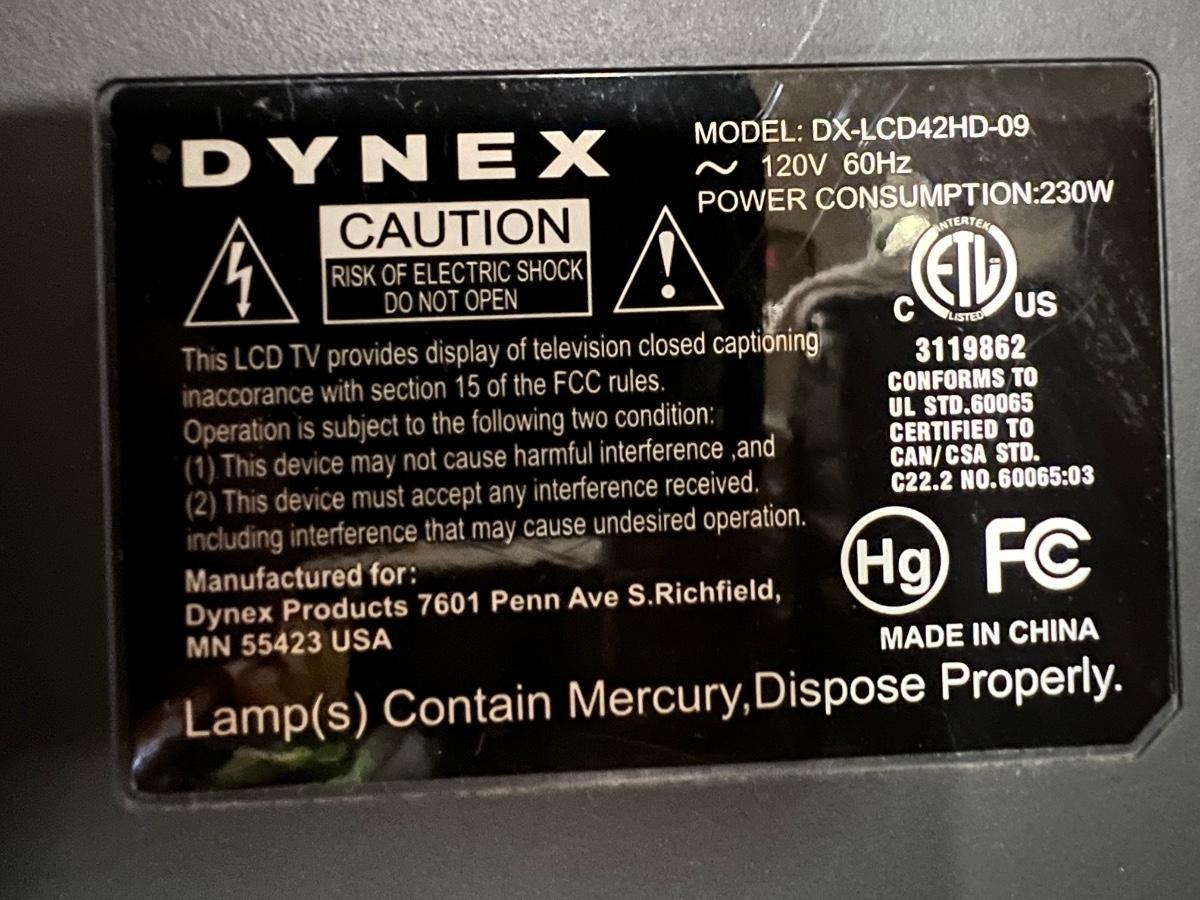 DYNEX
MODEL: DX-LCD42HD-09
~ 120V 60Hz
POWER CONSUMPTION:230W
CAUTION
RISK OF ELECTRIC SHOCK
DO NOT OPEN
!
INTERTEK
ETL
C US
LISTED
3119862
CONFORMS TO
UL STD.60065
CERTIFIED TO
CAN/CSA STD.
C22.2 NO.60065:03
This LCD TV provides display of television closed captioning
inaccorance with section 15 of the FCC rules.
Operation is subject to the following two condition:
(1) This device may not cause harmful interference ,and
(2) This device must accept any interference received.
including interference that may cause undesired operation.
Manufactured for:
Dynex Products 7601 Penn Ave S.Richfield,
MN 55423 USA
Hg
FC
MADE IN CHINA
Lamp(s) Contain Mercury,Dispose Properly.